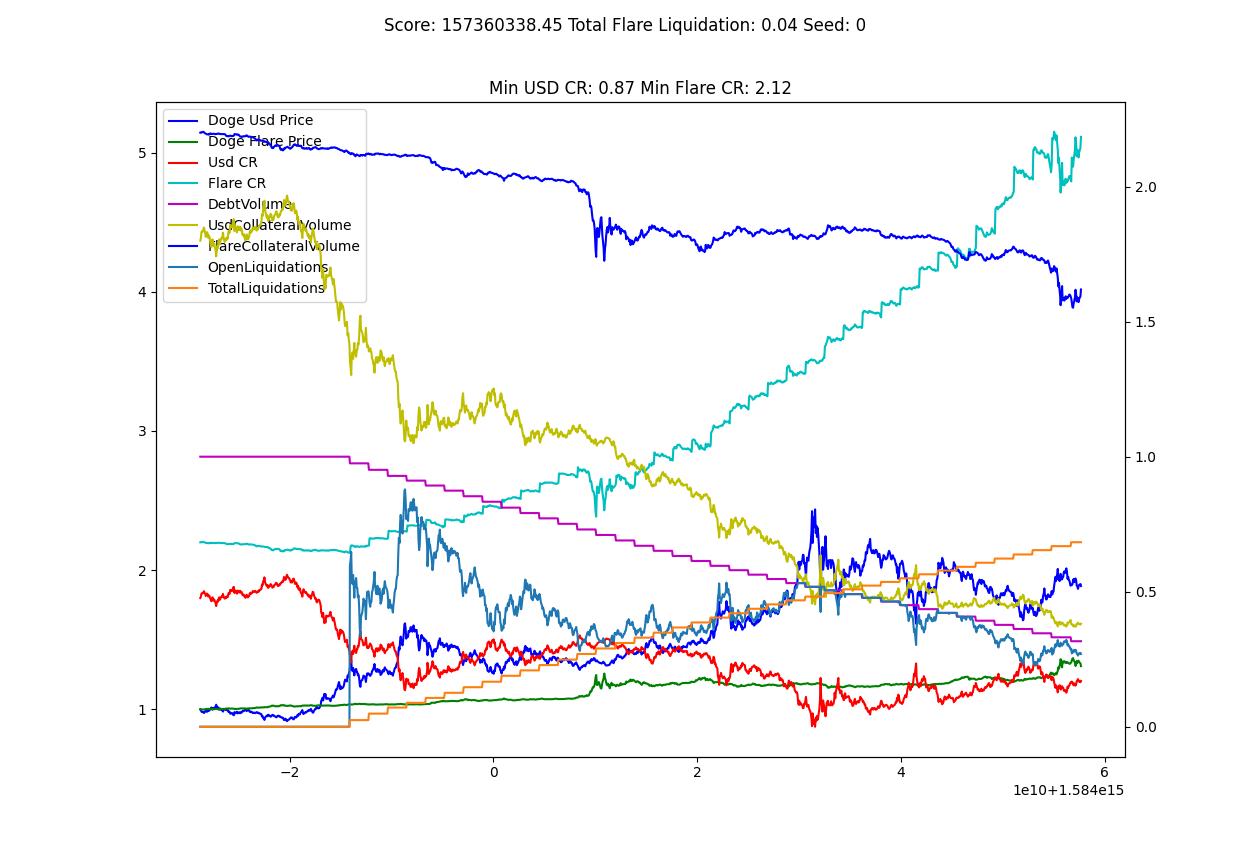 Score: 157360338.45 Total Flare Liquidation: 0.04 Seed: 0
Min USD CR: 0.87 Min Flare CR: 2.12
Doge Usd Price
Doge Flare Price
Usd CR
Flare CR
DebtVolume
UsdCollateralVolume
FlareCollateralVolume
OpenLiquidations
TotalLiquidations
5
4
3
2
1
2.0
1.5
1.0
0.5
0.0
−2
0
2
4
6
1e10+1.584e15